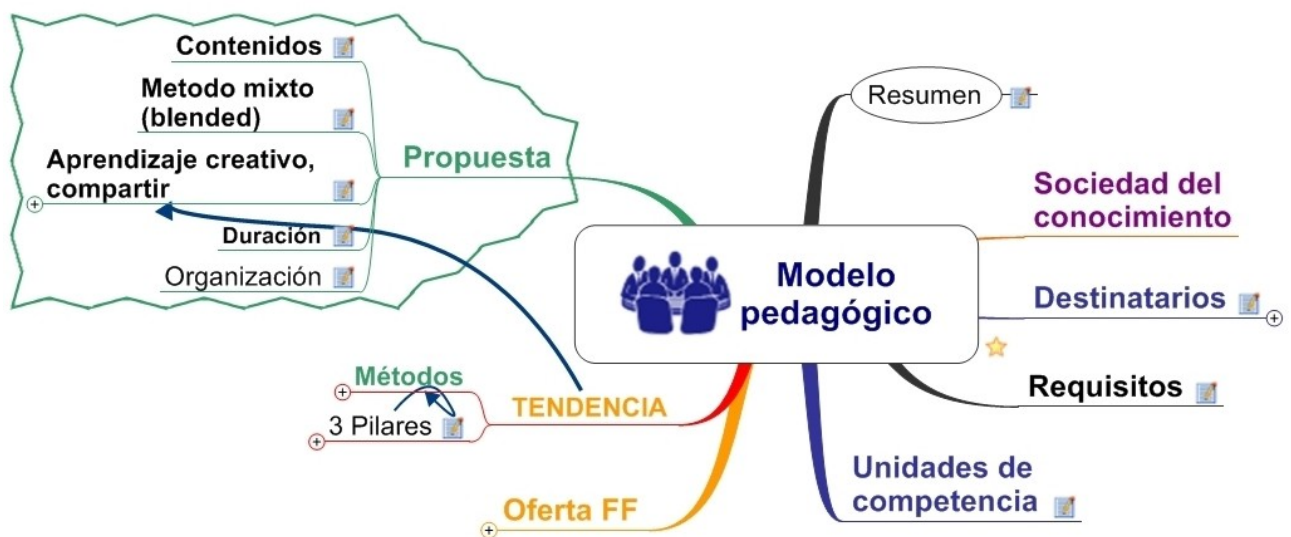 Contenidos
Metodo mixto
(blended)
Aprendizaje creativo,
compartir
Duración
Organización
Propuesta
Métodos
3 Pilares
TENDENCIA
Oferta FF
Modelo
pedagógico
Resumen
Sociedad del
conocimiento
Destinatarios
Requisitos
Unidades de
competencia